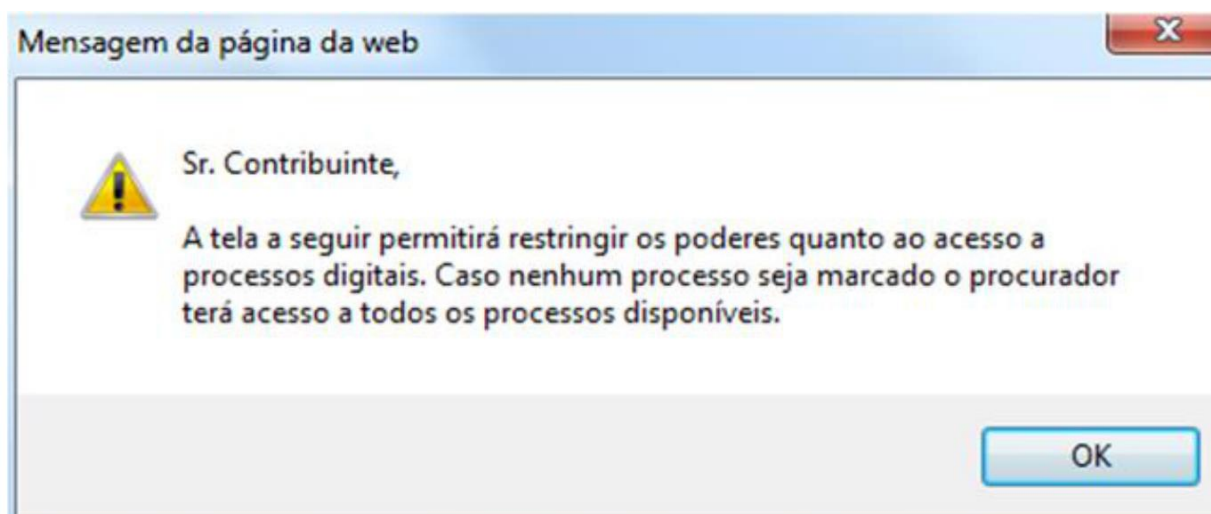 Mensagem da página da web
Sr. Contribuinte,
A tela a seguir permitirá restringir os poderes quanto ao acesso a
processos digitais. Caso nenhum processo seja marcado o procurador
terá acesso a todos os processos disponíveis.
OK